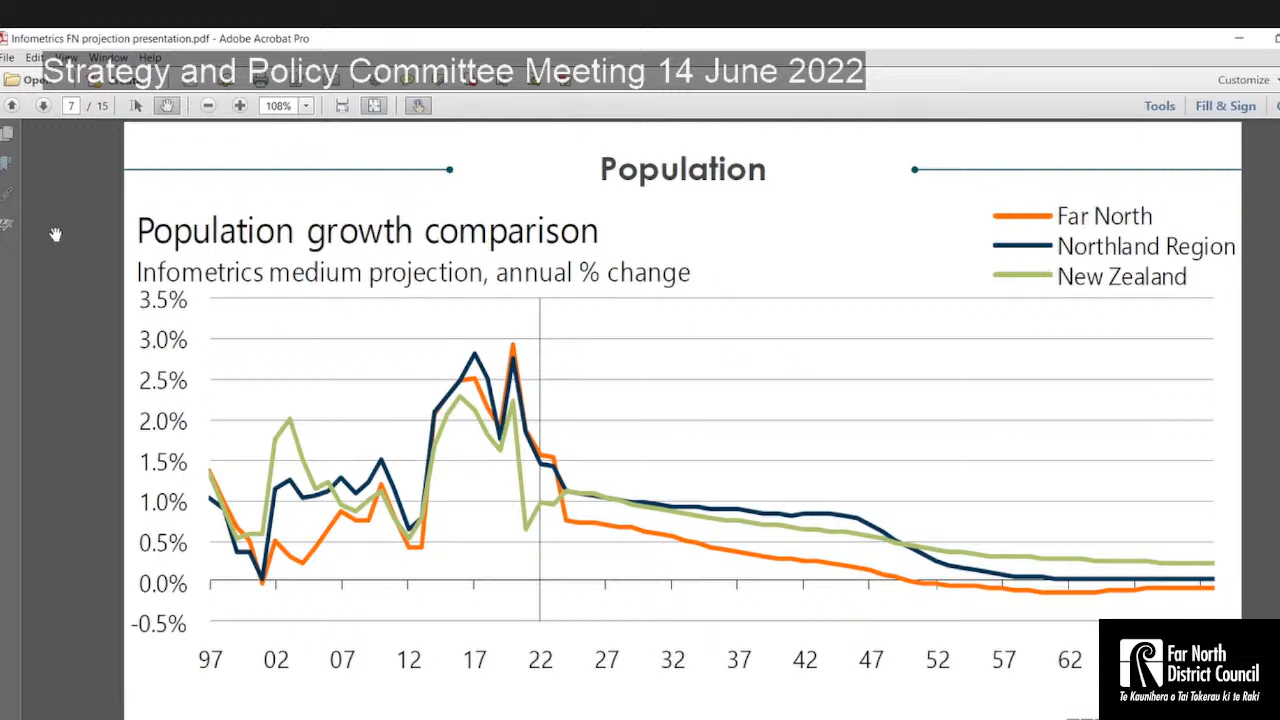 Infometrics FN projection presentation.pdf - Adobe Acrobat Pro
File Edit View Window Help
Strategy and Policy Committee Meeting 14 June 2022
Customize
7 / 15
108%
Tools
Fill & Sign
Population
Population growth comparison
Infometrics medium projection, annual % change
Far North
Northland Region
New Zealand
3.5%
3.0%
2.5%
2.0%
1.5%
1.0%
0.5%
0.0%
-0.5%
97 02 07 12 17 22 27 32 37 42 47 52 57 62
Far North
District Council
Te Kaunihera o Tai Tokerau ki te Raki